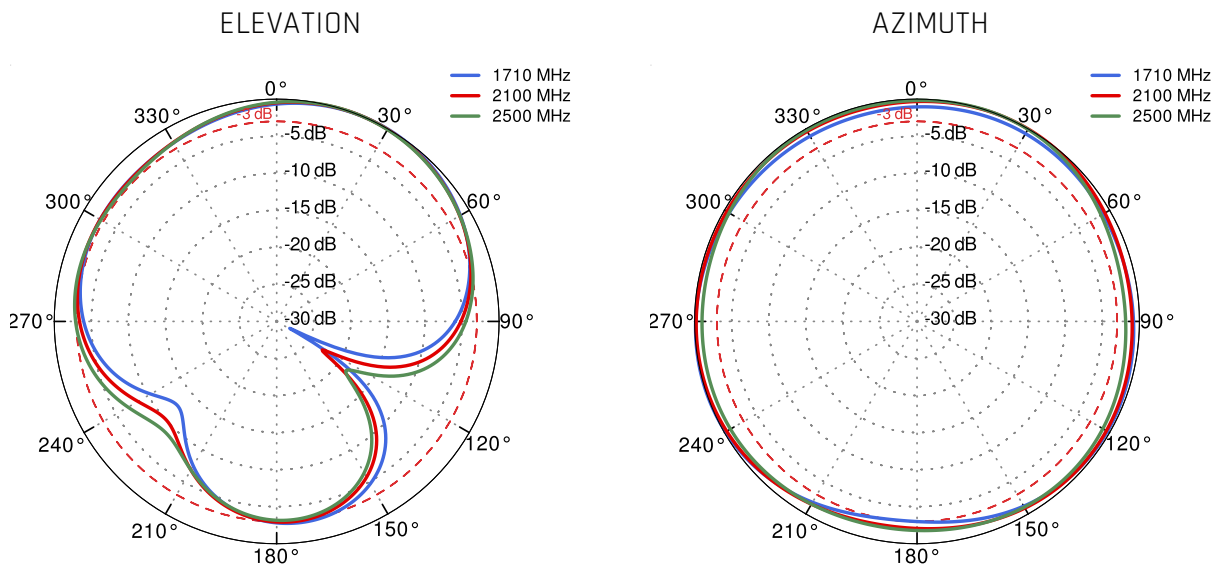 ELEVATION
1710 MHz
2100 MHz
2500 MHz
0°
330°
-3 dB
30°
-5 dB
-10 dB
300°
60°
-15 dB
-20 dB
-25 dB
270°
-30 dB
90°
240°
120°
210°
150°
180°
AZIMUTH
1710 MHz
2100 MHz
2500 MHz
0°
330°
-3 dB
30°
-5 dB
-10 dB
300°
60°
-15 dB
-20 dB
-25 dB
270°
-30 dB
90°
240°
120°
210°
150°
180°